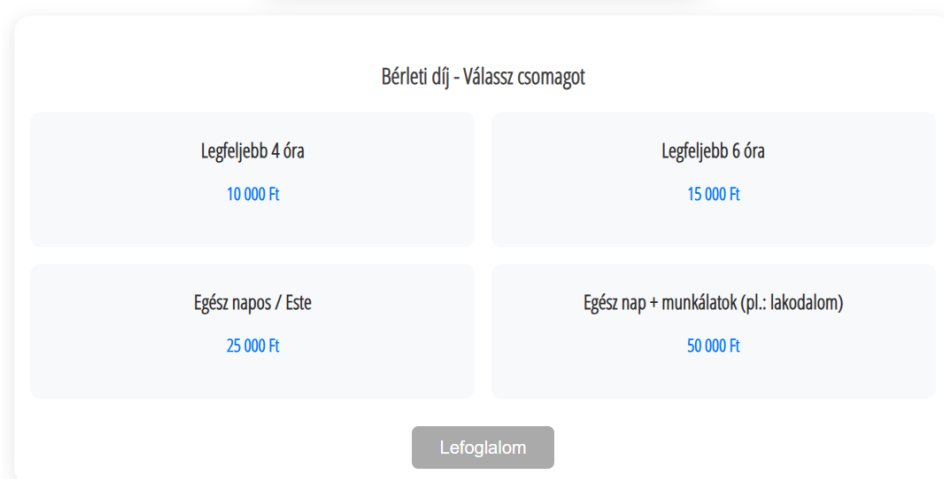 Bérleti díj - Válassz csomagot
Legfeljebb 4 óra
10 000 Ft
Legfeljebb 6 óra
15 000 Ft
Egész napos / Este
25 000 Ft
Egész nap + munkálatok (pl.: lakodalom)
50 000 Ft
Lefoglalom